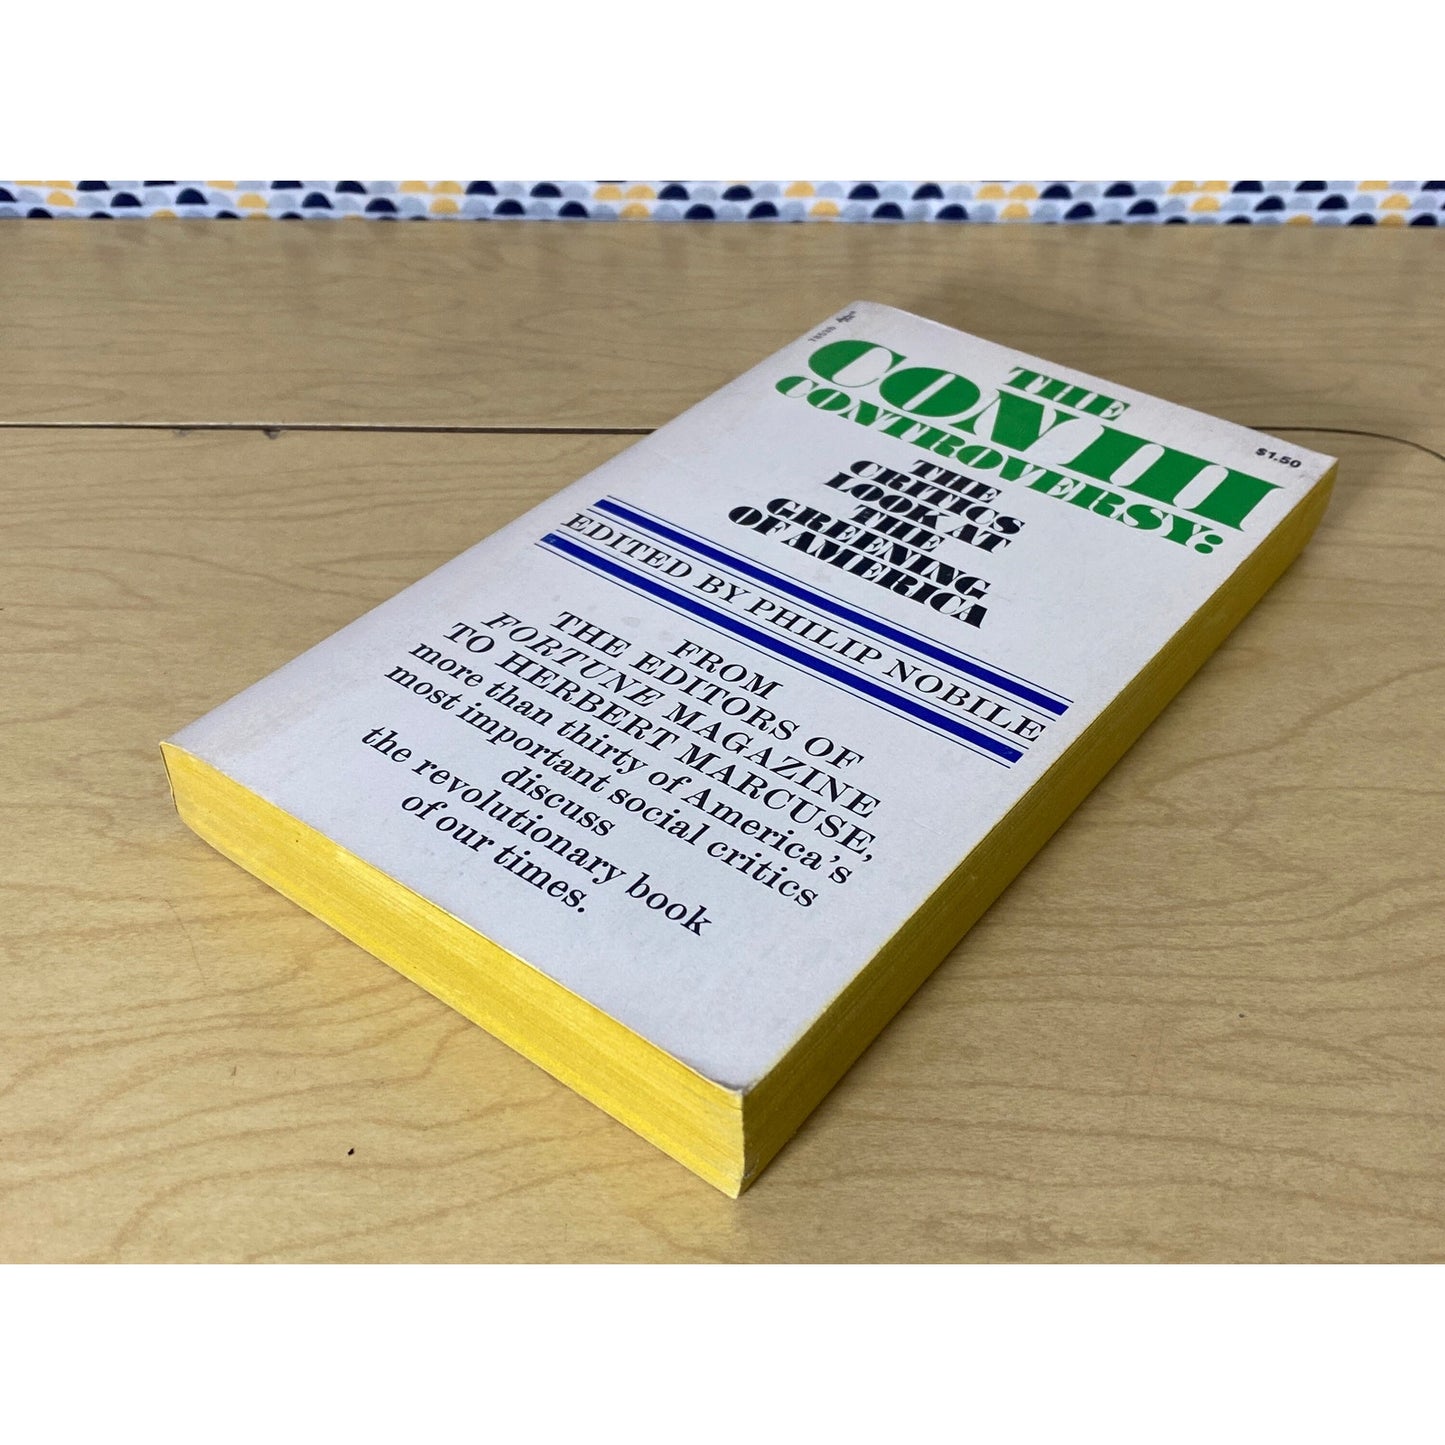 78530
$1.50
THE
CON III
CONTROVERSY:
THE
CRITICS
LOOK AT
THE
GREENING
OF AMERICA
EDITED BY PHILIP NOBILE
FROM
THE EDITORS OF
FORTUNE MAGAZINE
TO HERBERT MARCUSE,
more than thirty of America's
most important social critics
discuss
the revolutionary book
of our times.